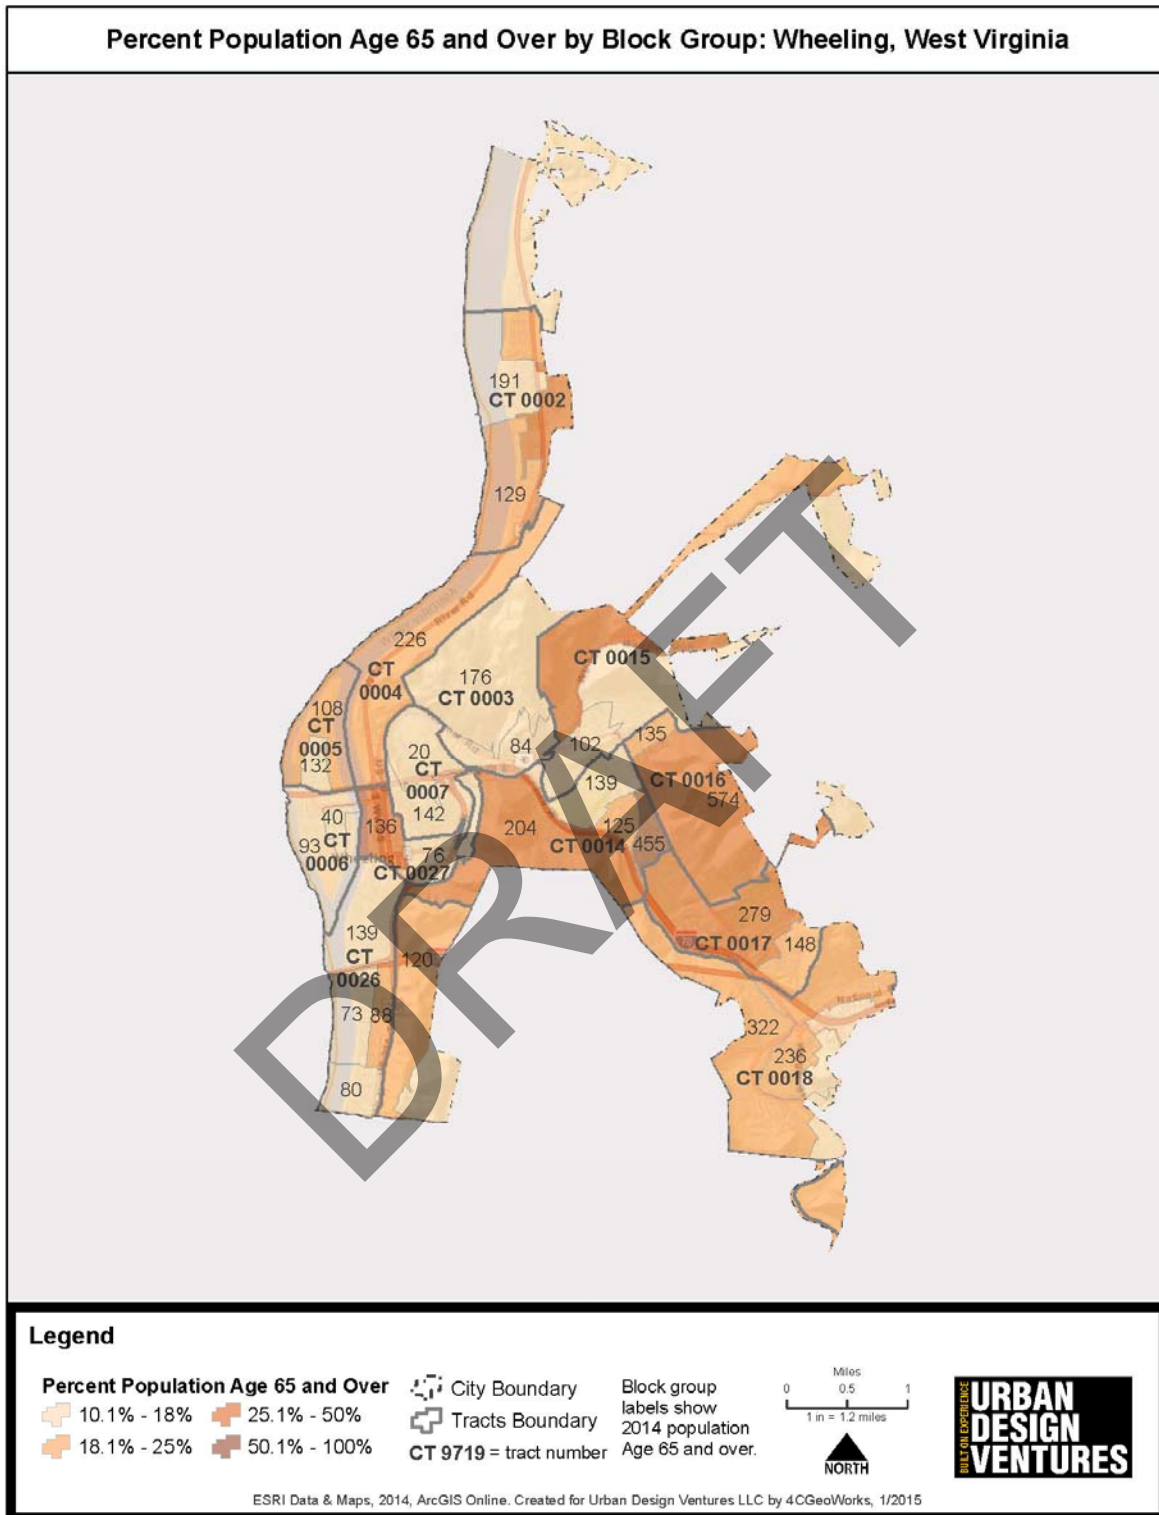 Percent Population Age 65 and Over by Block Group: Wheeling, West Virginia
191
CT 0002
129
River Rd
226
CT
0004
176
CT 0003
CT 0015
108
CT
0005
132
20
CT
0007
142
84
102
135
139
CT 0016
574
40
93
CT
0006
136
76
CT 0027
204
125
CT 0014
455
279
CT 0017
148
139
CT
0026
120
73
88
80
National
322
236
CT 0018
DRAFT
Legend
Percent Population Age 65 and Over
10.1% - 18%
25.1% - 50%
18.1% - 25%
50.1% - 100%
City Boundary
Tracts Boundary
CT 9719 = tract number
Block group
labels show
2014 population
Age 65 and over.
Miles
0 0.5 1
1 in = 1.2 miles
NORTH
BUILT ON EXPERIENCE
URBAN
DESIGN
VENTURES
ESRI Data & Maps, 2014, ArcGIS Online. Created for Urban Design Ventures LLC by 4CGeoWorks, 1/2015